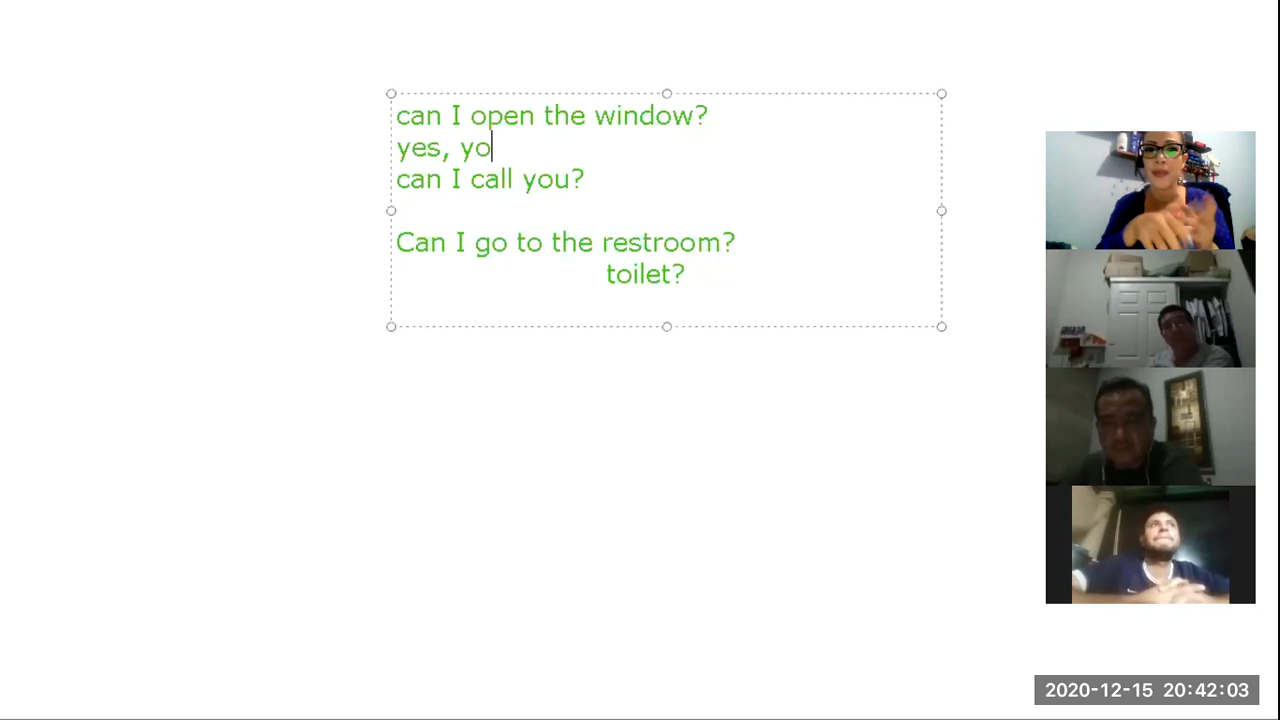 can I open the window?
yes, yo
can I call you?
Can I go to the restroom?
toilet?
2020-12-15 20:42:03